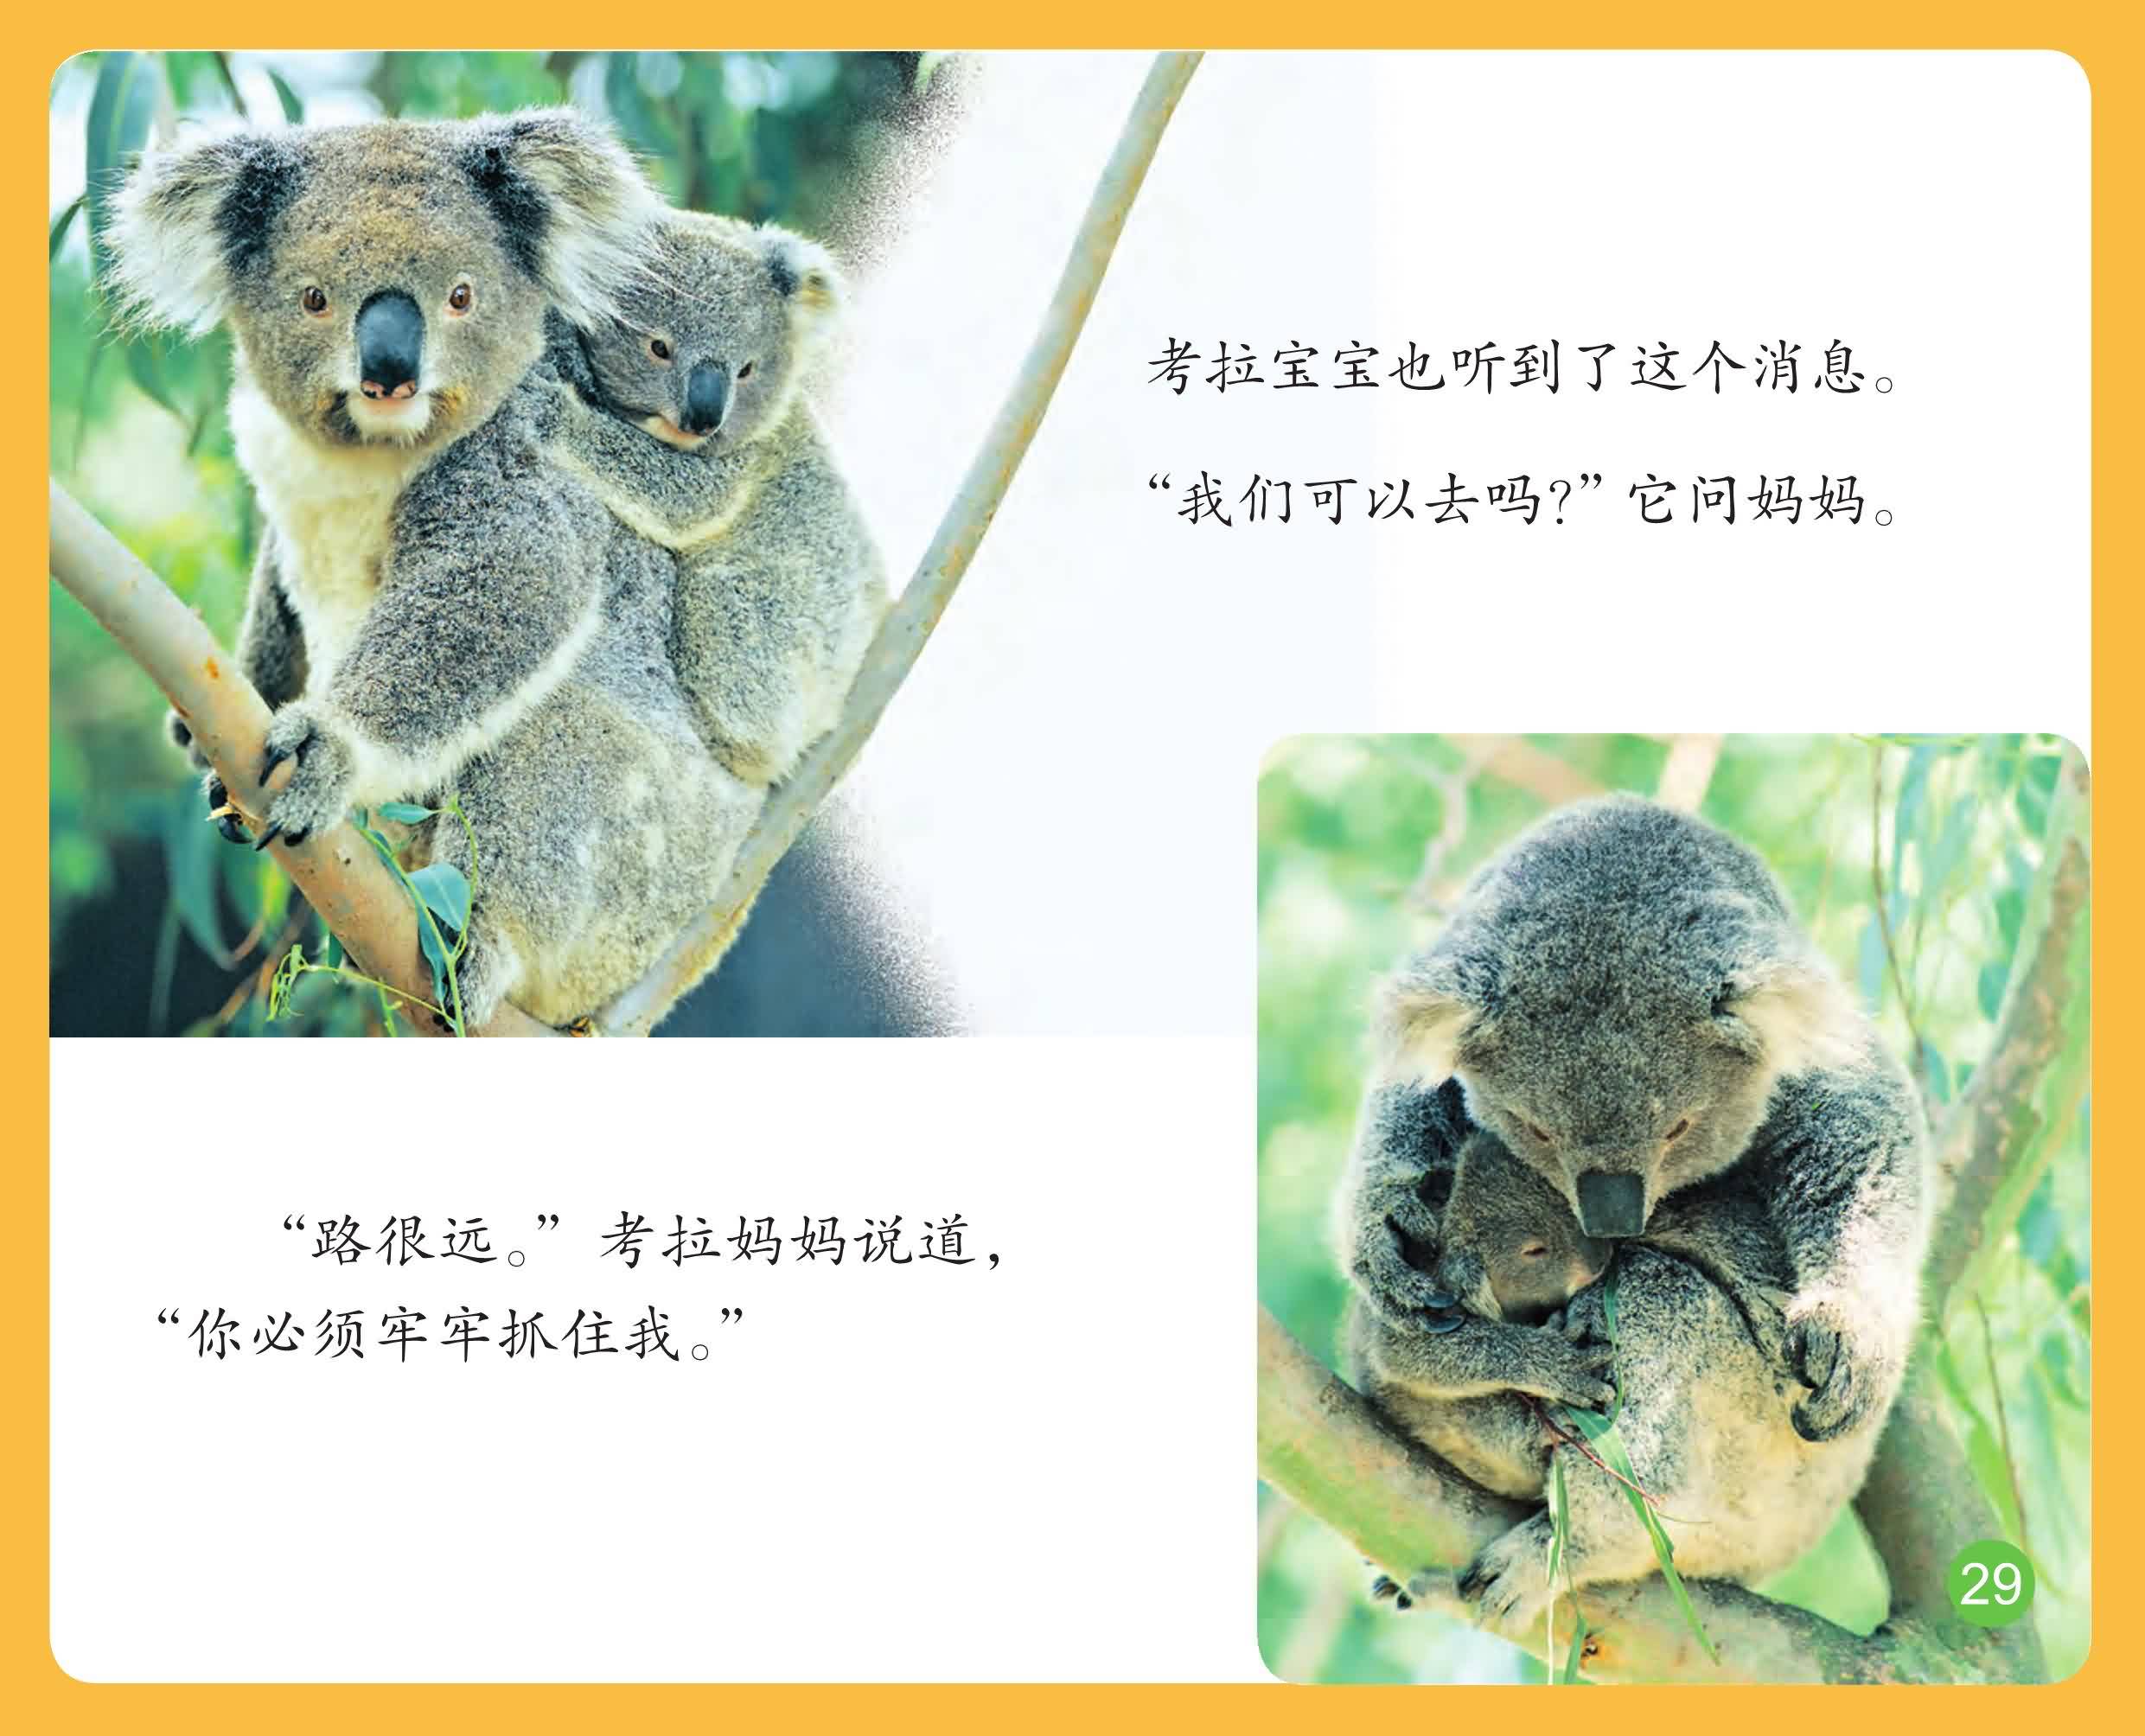 考拉宝宝也听到了这个消息。
“我们可以去吗?”它问妈妈。
“路很远。”考拉妈妈说道,
“你必须牢牢抓住我。”
29